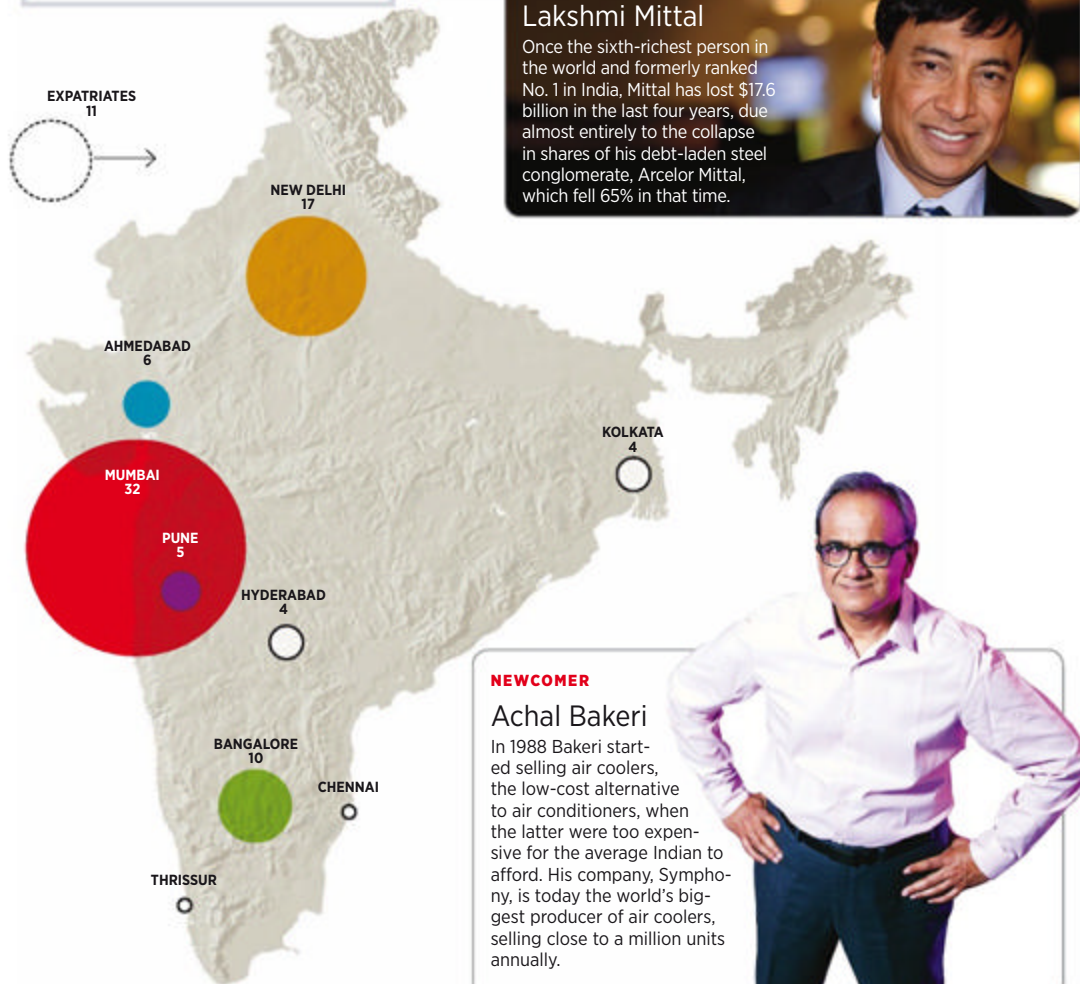 EXPATRIATES
11
NEW DELHI
17
AHMEDABAD
6
MUMBAI
32
PUNE
5
HYDERABAD
4
KOLKATA
4
BANGALORE
10
CHENNAI
THRISSUR
Lakshmi Mittal
Once the sixth-richest person in
the world and formerly ranked
No. 1 in India, Mittal has lost $17.6
billion in the last four years, due
almost entirely to the collapse
in shares of his debt-laden steel
conglomerate, Arcelor Mittal,
which fell 65% in that time.
NEWCOMER
Achal Bakeri
In 1988 Bakeri start-
ed selling air coolers,
the low-cost alternative
to air conditioners, when
the latter were too expen-
sive for the average Indian to
afford. His company, Sympho-
ny, is today the world's big-
gest producer of air coolers,
selling close to a million units
annually.